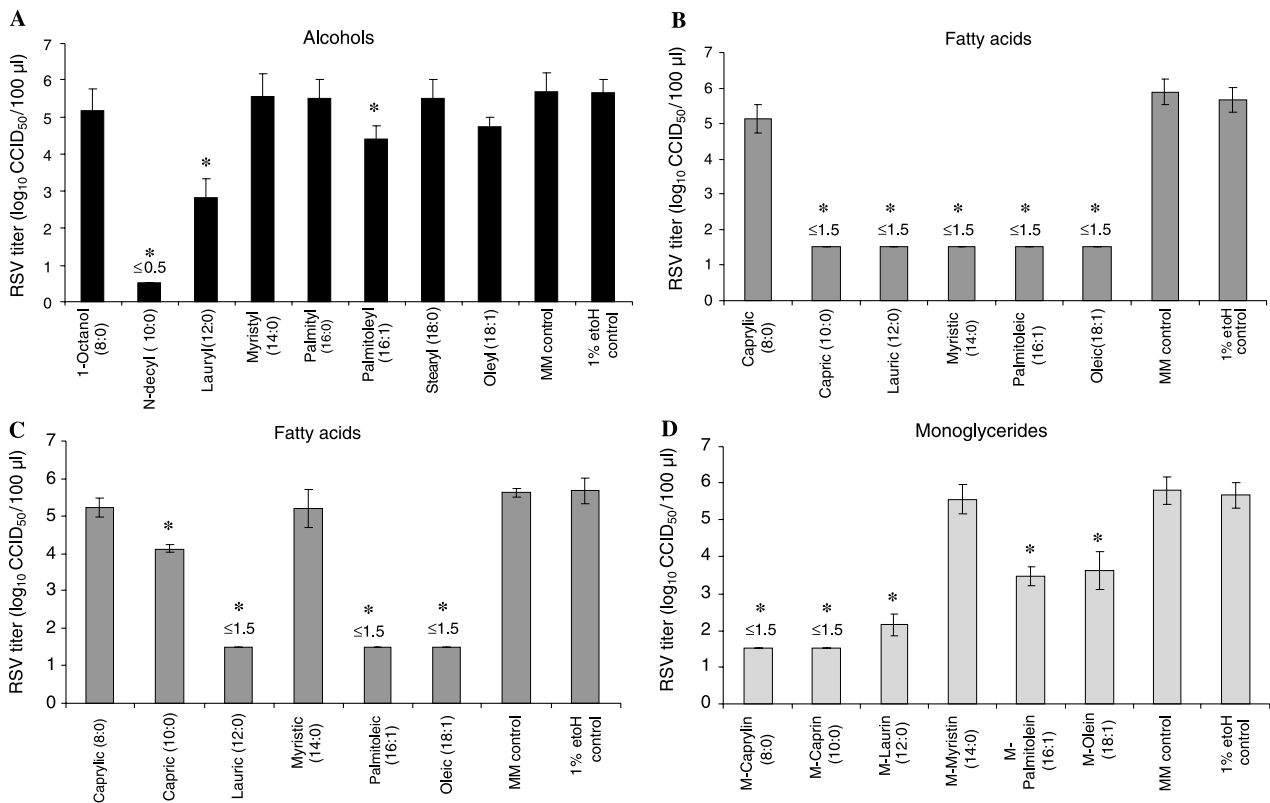 A
Alcohols
RSV titer (log10 CCID50/100 µl)
7
6
5
4
3
2
1
0
*
≤0.5
*
*
1-Octanol
(8:0)
N-decyl ( 10:0)
Lauryl(12:0)
Myristyl
(14:0)
Palmityl
(16:0)
Palmitoleyl
(16:1)
Stearyl (18:0)
Oleyl (18:1)
MM control
1% etoH
control
B
Fatty acids
RSV titer (log10 CCID50/100 µl)
7
6
5
4
3
2
1
0
* * * * *
≤1.5 ≤1.5 ≤1.5 ≤1.5 ≤1.5
Caprylic
(8:0)
Capric (10:0)
Lauric (12:0)
Myristic
(14:0)
Palmitoleic
(16:1)
Oleic(18:1)
MM control
1% etoH
control
C
Fatty acids
RSV titer (log10 CCID50/100 µl)
7
6
5
4
3
2
1
0
*
* * *
≤1.5 ≤1.5 ≤1.5
Caprylic (8:0)
Capric (10:0)
Lauric (12:0)
Myristic
(14:0)
Palmitoleic
(16:1)
Oleic (18:1)
MM control
1% etoH
control
D
Monoglycerides
RSV titer (log10 CCID50/100 µl)
7
6
5
4
3
2
1
0
* *
≤1.5 ≤1.5
*
*
*
M-Caprylin
(8:0)
M-Caprin
(10:0)
M-Laurin
(12:0)
M-Myristin
(14:0)
M-
Palmitolein
(16:1)
M-Olein
(18:1)
MM control
1% etoH
control